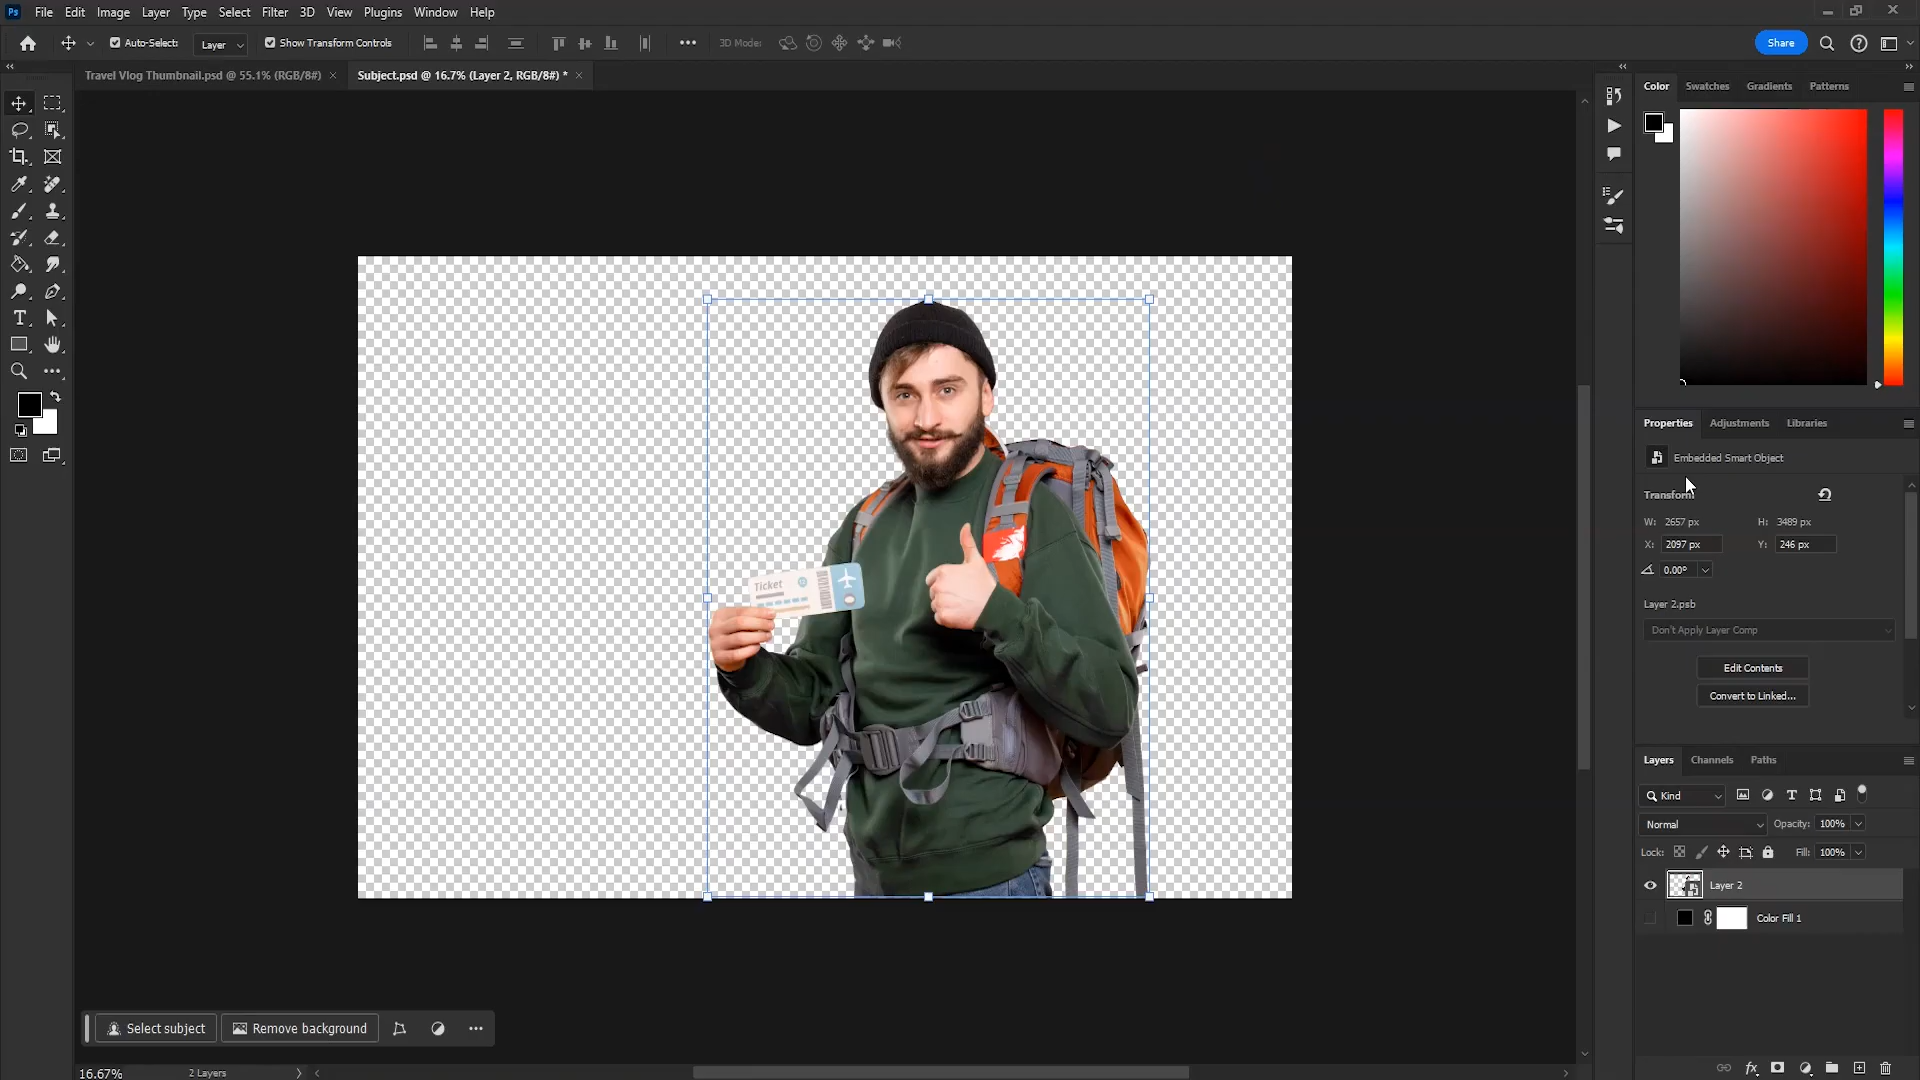 Ps File Edit Image Layer Type Select Filter 3D View Plugins Window Help
Auto-Select: Layer Show Transform Controls 3D Mode: Share
Travel Vlog Thumbnail.psd @ 55.1% (RGB/8#) × Subject.psd @ 16.7% (Layer 2, RGB/8#) * ×
Color Swatches Gradients Patterns
Properties Adjustments Libraries
Embedded Smart Object
Transform
W: 2657 px H: 3489 px
X: 2097 px Y: 246 px
0.00°
Layer 2.psb
Don't Apply Layer Comp
Edit Contents
Convert to Linked...
Ticket
Layers Channels Paths
Kind
Normal Opacity: 100%
Lock: Fill: 100%
Layer 2
Color Fill 1
Select subject Remove background
16.67% 2 Layers